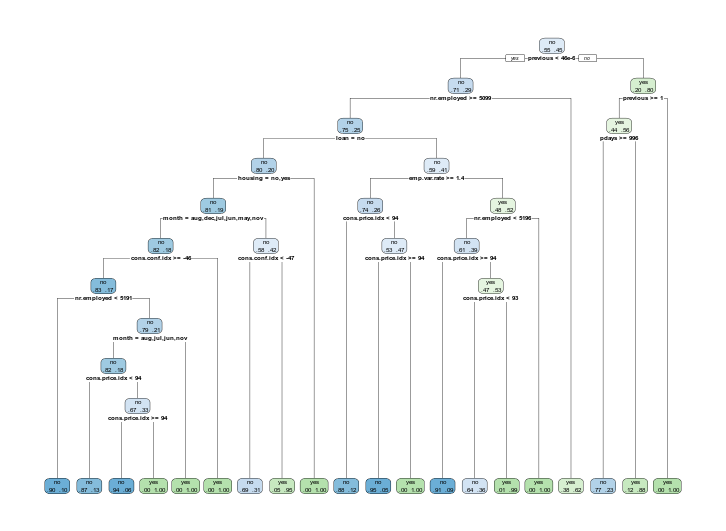 no
.55 .45
yes previous < 46e-6 no
no
.71 .29
yes
.20 .80
nr.employed >= 5099
previous >= 1
no
.75 .25
yes
.44 .56
loan = no
pdays >= 996
no
.80 .20
no
.59 .41
housing = no,yes
emp.var.rate >= 1.4
no
.81 .19
no
.74 .26
yes
.48 .52
month = aug,dec,jul,jun,may,nov
cons.price.idx < 94
nr.employed < 5196
no
.82 .18
no
.58 .42
no
.53 .47
no
.61 .39
cons.conf.idx >= -46
cons.conf.idx < -47
cons.price.idx >= 94
cons.price.idx >= 94
no
.83 .17
yes
.47 .53
nr.employed < 5191
cons.price.idx < 93
no
.79 .21
month = aug,jul,jun,nov
no
.82 .18
cons.price.idx < 94
no
.67 .33
cons.price.idx >= 94
no no no yes yes yes no yes yes no no yes no no yes yes yes no yes yes
.90 .10 .87 .13 .94 .06 .00 1.00 .00 1.00 .00 1.00 .69 .31 .05 .95 .00 1.00 .88 .12 .95 .05 .00 1.00 .91 .09 .64 .36 .01 .99 .00 1.00 .38 .62 .77 .23 .12 .88 .00 1.00